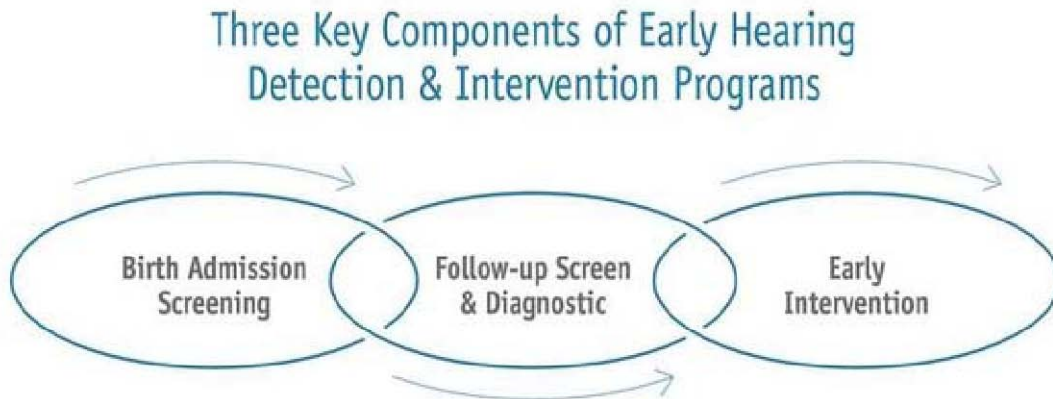 Three Key Components of Early Hearing
Detection & Intervention Programs
Birth Admission
Screening
Follow-up Screen
& Diagnostic
Early
Intervention